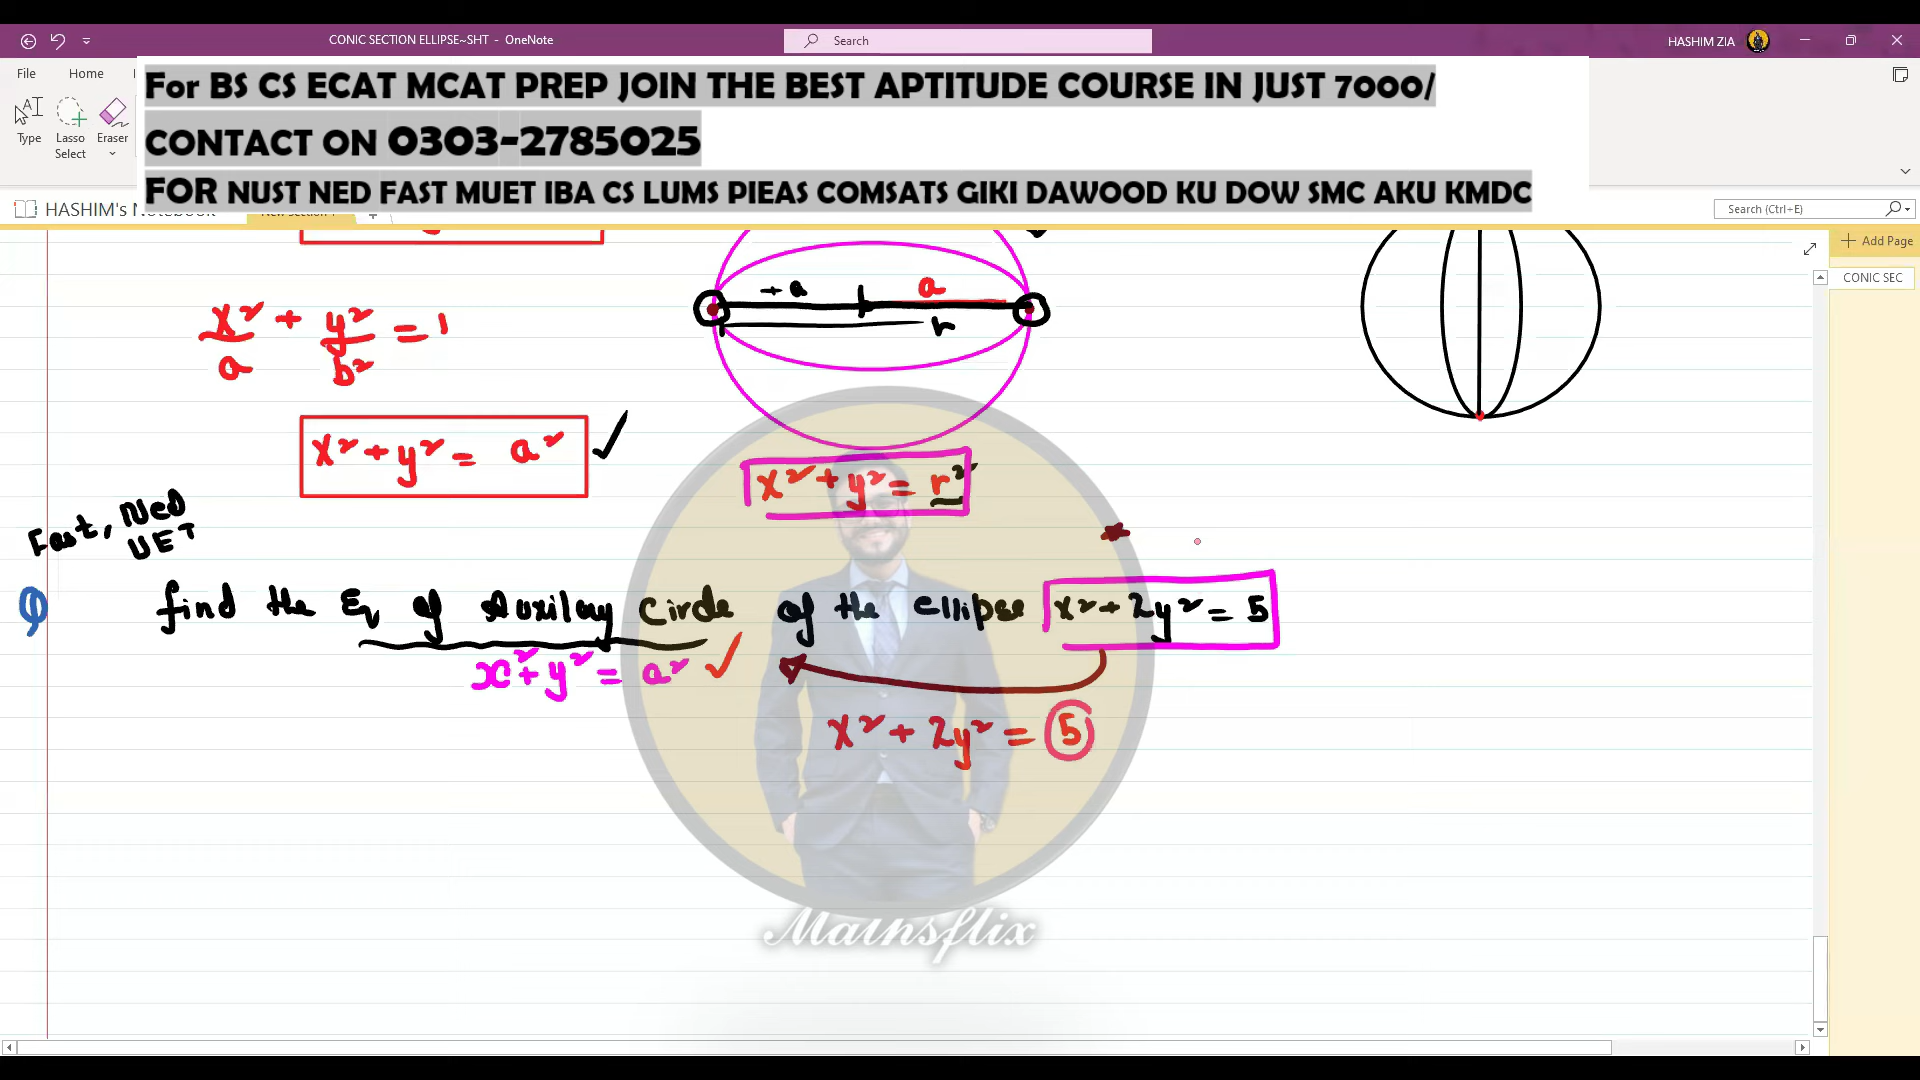 CONIC SECTION ELLIPSE~SHT - OneNote
Search
HASHIM ZIA
File
Home
For BS CS ECAT MCAT PREP JOIN THE BEST APTITUDE COURSE IN JUST 7000/
CONTACT ON 0303-2785025
FOR NUST NED FAST MUET IBA CS LUMS PIEAS COMSATS GIKI DAWOOD KU DOW SMC AKU KMDC
Type
Lasso Select
Eraser
HASHIM's Notebook
Search (Ctrl+E)
Add Page
CONIC SEC
+a
a
r
x²/a + y²/b² = 1
x² + y² = a²
x² + y² = r²
Fast, Ned
UET
Q find the Eq of Auxilary Circle of the ellipse x² + 2y² = 5
x² + y² = a²
x² + 2y² = 5
Mainsflix